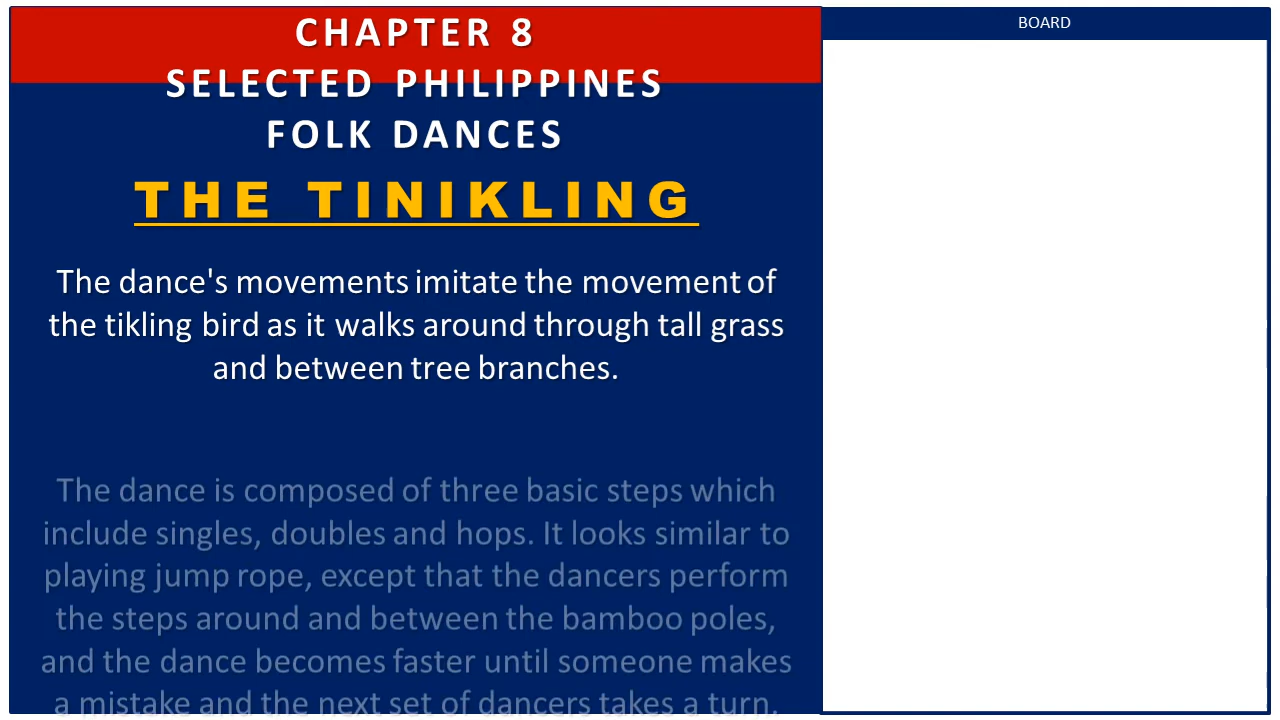 CHAPTER 8
SELECTED PHILIPPINES
FOLK DANCES
THE TINIKLING
The dance's movements imitate the movement of
the tikling bird as it walks around through tall grass
and between tree branches.
The dance is composed of three basic steps which
include singles, doubles and hops. It looks similar to
playing jump rope, except that the dancers perform
the steps around and between the bamboo poles,
and the dance becomes faster until someone makes
a mistake and the next set of dancers takes a turn.
BOARD